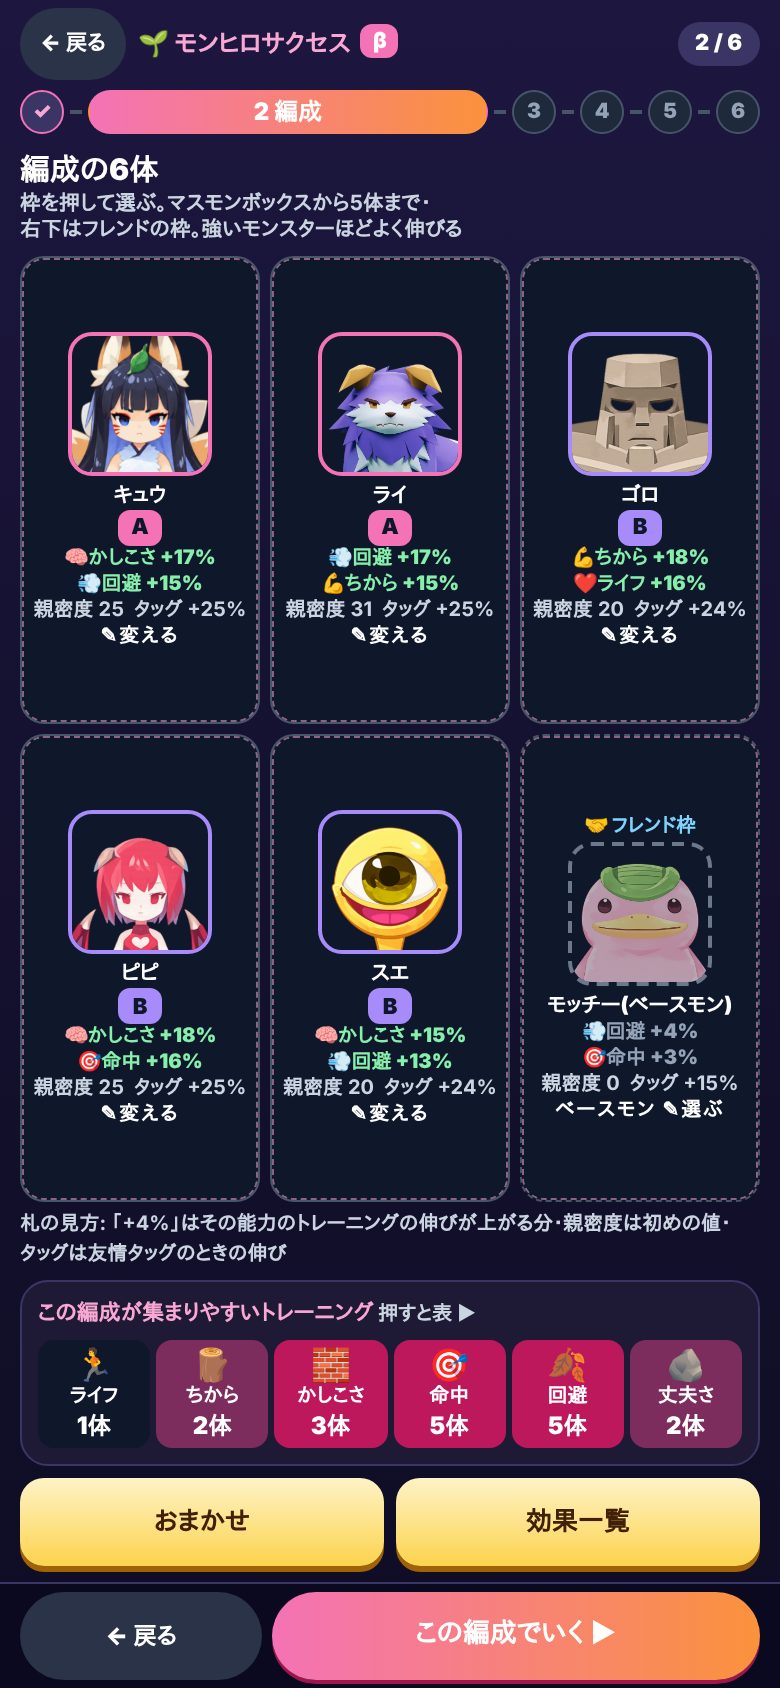 ← 戻る
🌱 モンヒロサクセス β
2 / 6
✓ 2 編成 3 4 5 6
編成の6体
枠を押して選ぶ。マスモンボックスから5体まで・
右下はフレンドの枠。強いモンスターほどよく伸びる
キュウ
A
🧠かしこさ +17%
💨回避 +15%
親密度 25 タッグ +25%
✎変える
ライ
A
💨回避 +17%
💪ちから +15%
親密度 31 タッグ +25%
✎変える
ゴロ
B
💪ちから +18%
❤️ライフ +16%
親密度 20 タッグ +24%
✎変える
ピピ
B
🧠かしこさ +18%
🎯命中 +16%
親密度 25 タッグ +25%
✎変える
スエ
B
🧠かしこさ +15%
💨回避 +13%
親密度 20 タッグ +24%
✎変える
🤝フレンド枠
モッチー(ベースモン)
💨回避 +4%
🎯命中 +3%
親密度 0 タッグ +15%
ベースモン ✎選ぶ
札の見方: 「+4%」はその能力のトレーニングの伸びが上がる分・親密度は初めの値・
タッグは友情タッグのときの伸び
この編成が集まりやすいトレーニング 押すと表 ▶
ライフ
1体
ちから
2体
かしこさ
3体
命中
5体
回避
5体
丈夫さ
2体
おまかせ
効果一覧
← 戻る
この編成でいく ▶